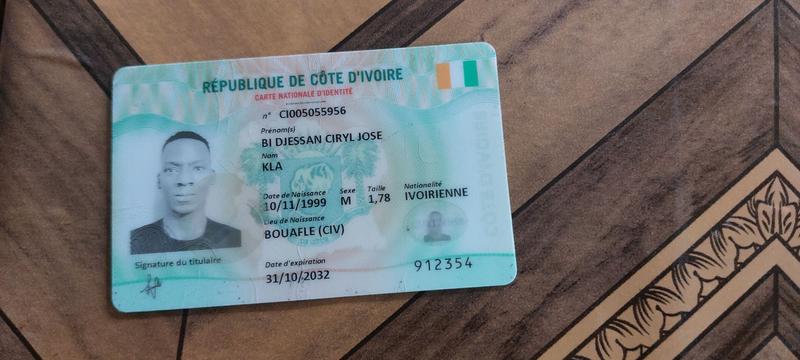 RÉPUBLIQUE DE CÔTE D'IVOIRE
CARTE NATIONALE D'IDENTITÉ
n° CI005055956
Prénom(s)
BI DJESSAN CIRYL JOSE
Nom
KLA
Date de Naissance Sexe Taille Nationalité
10/11/1999 M 1,78 IVOIRIENNE
Lieu de Naissance
BOUAFLE (CIV)
Signature du titulaire
Date d'expiration
31/10/2032
912354